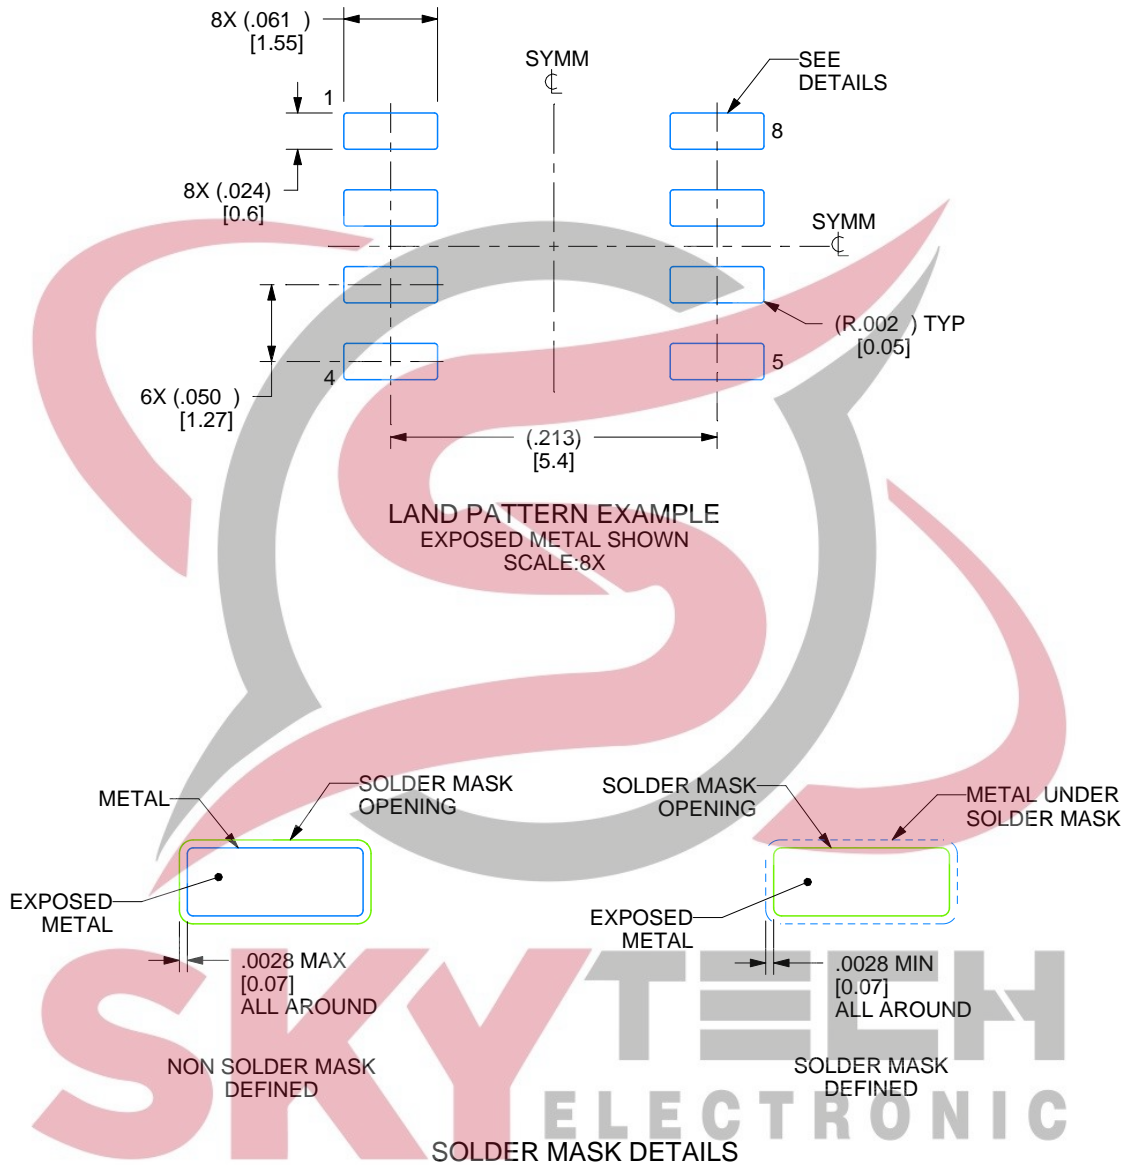 8X (.061 )
[1.55]
SYMM
CL
SEE
DETAILS
1
8
8X (.024)
[0.6]
SYMM
CL
(R.002 ) TYP
[0.05]
4
5
6X (.050 )
[1.27]
(.213)
[5.4]
LAND PATTERN EXAMPLE
EXPOSED METAL SHOWN
SCALE:8X
METAL
SOLDER MASK
OPENING
EXPOSED
METAL
.0028 MAX
[0.07]
ALL AROUND
NON SOLDER MASK
DEFINED
SOLDER MASK
OPENING
METAL UNDER
SOLDER MASK
EXPOSED
METAL
.0028 MIN
[0.07]
ALL AROUND
SOLDER MASK
DEFINED
SKYTECH
ELECTRONIC
SOLDER MASK DETAILS